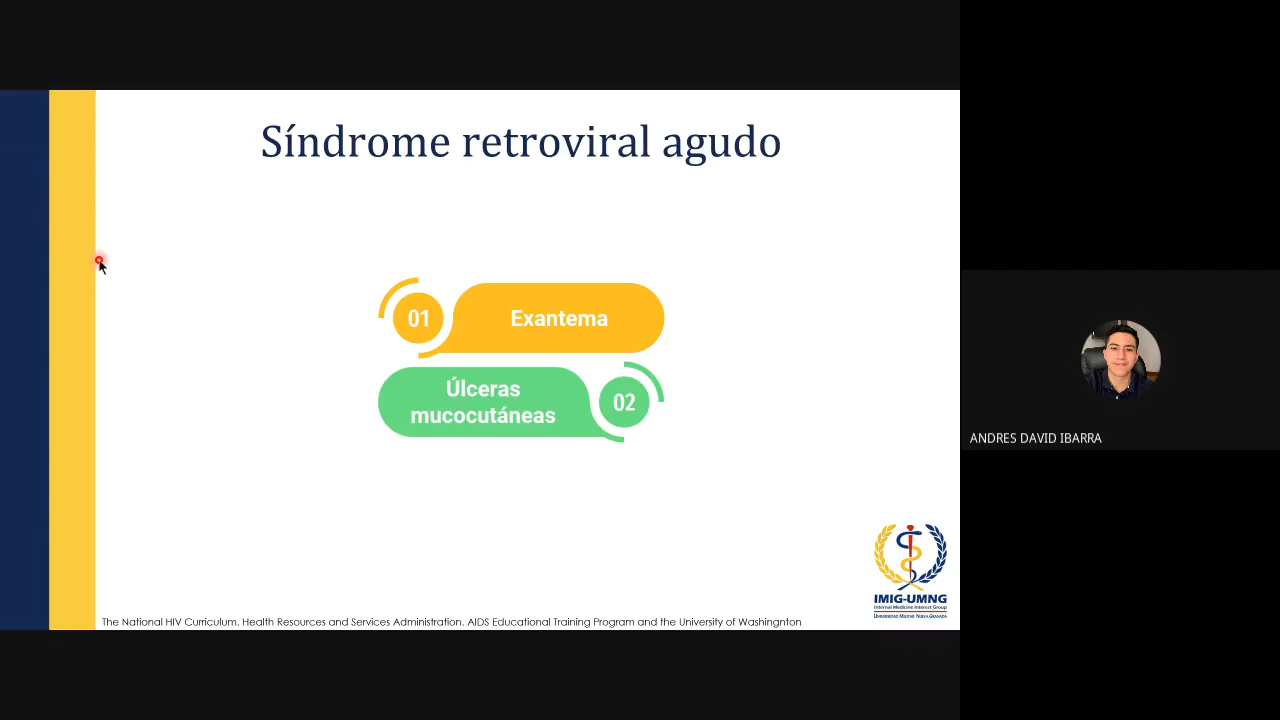 Síndrome retroviral agudo
01
Exantema
Úlceras
mucocutáneas
02
IMIG-UMNG
Internal Medicine Interest Group
Universidad Militar Nueva Granada
The National HIV Curriculum, Health Resources and Services Administration. AIDS Educational Training Program and the University of Washingnton
ANDRES DAVID IBARRA